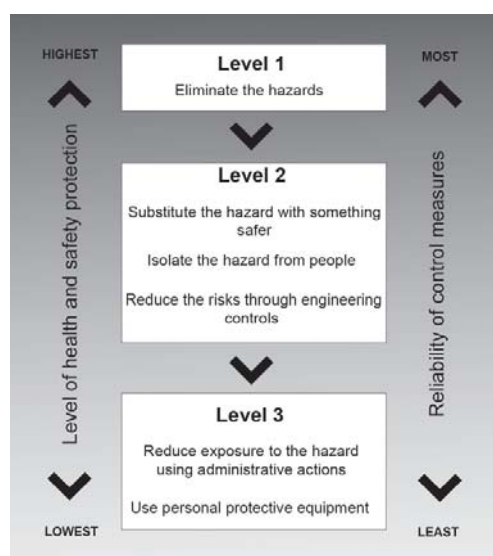 HIGHEST
MOST
Level 1
Eliminate the hazards
Level 2
Substitute the hazard with something
safer
Isolate the hazard from people
Reduce the risks through engineering
controls
Level 3
Reduce exposure to the hazard
using administrative actions
Use personal protective equipment
Level of health and safety protection
Reliability of control measures
LOWEST
LEAST